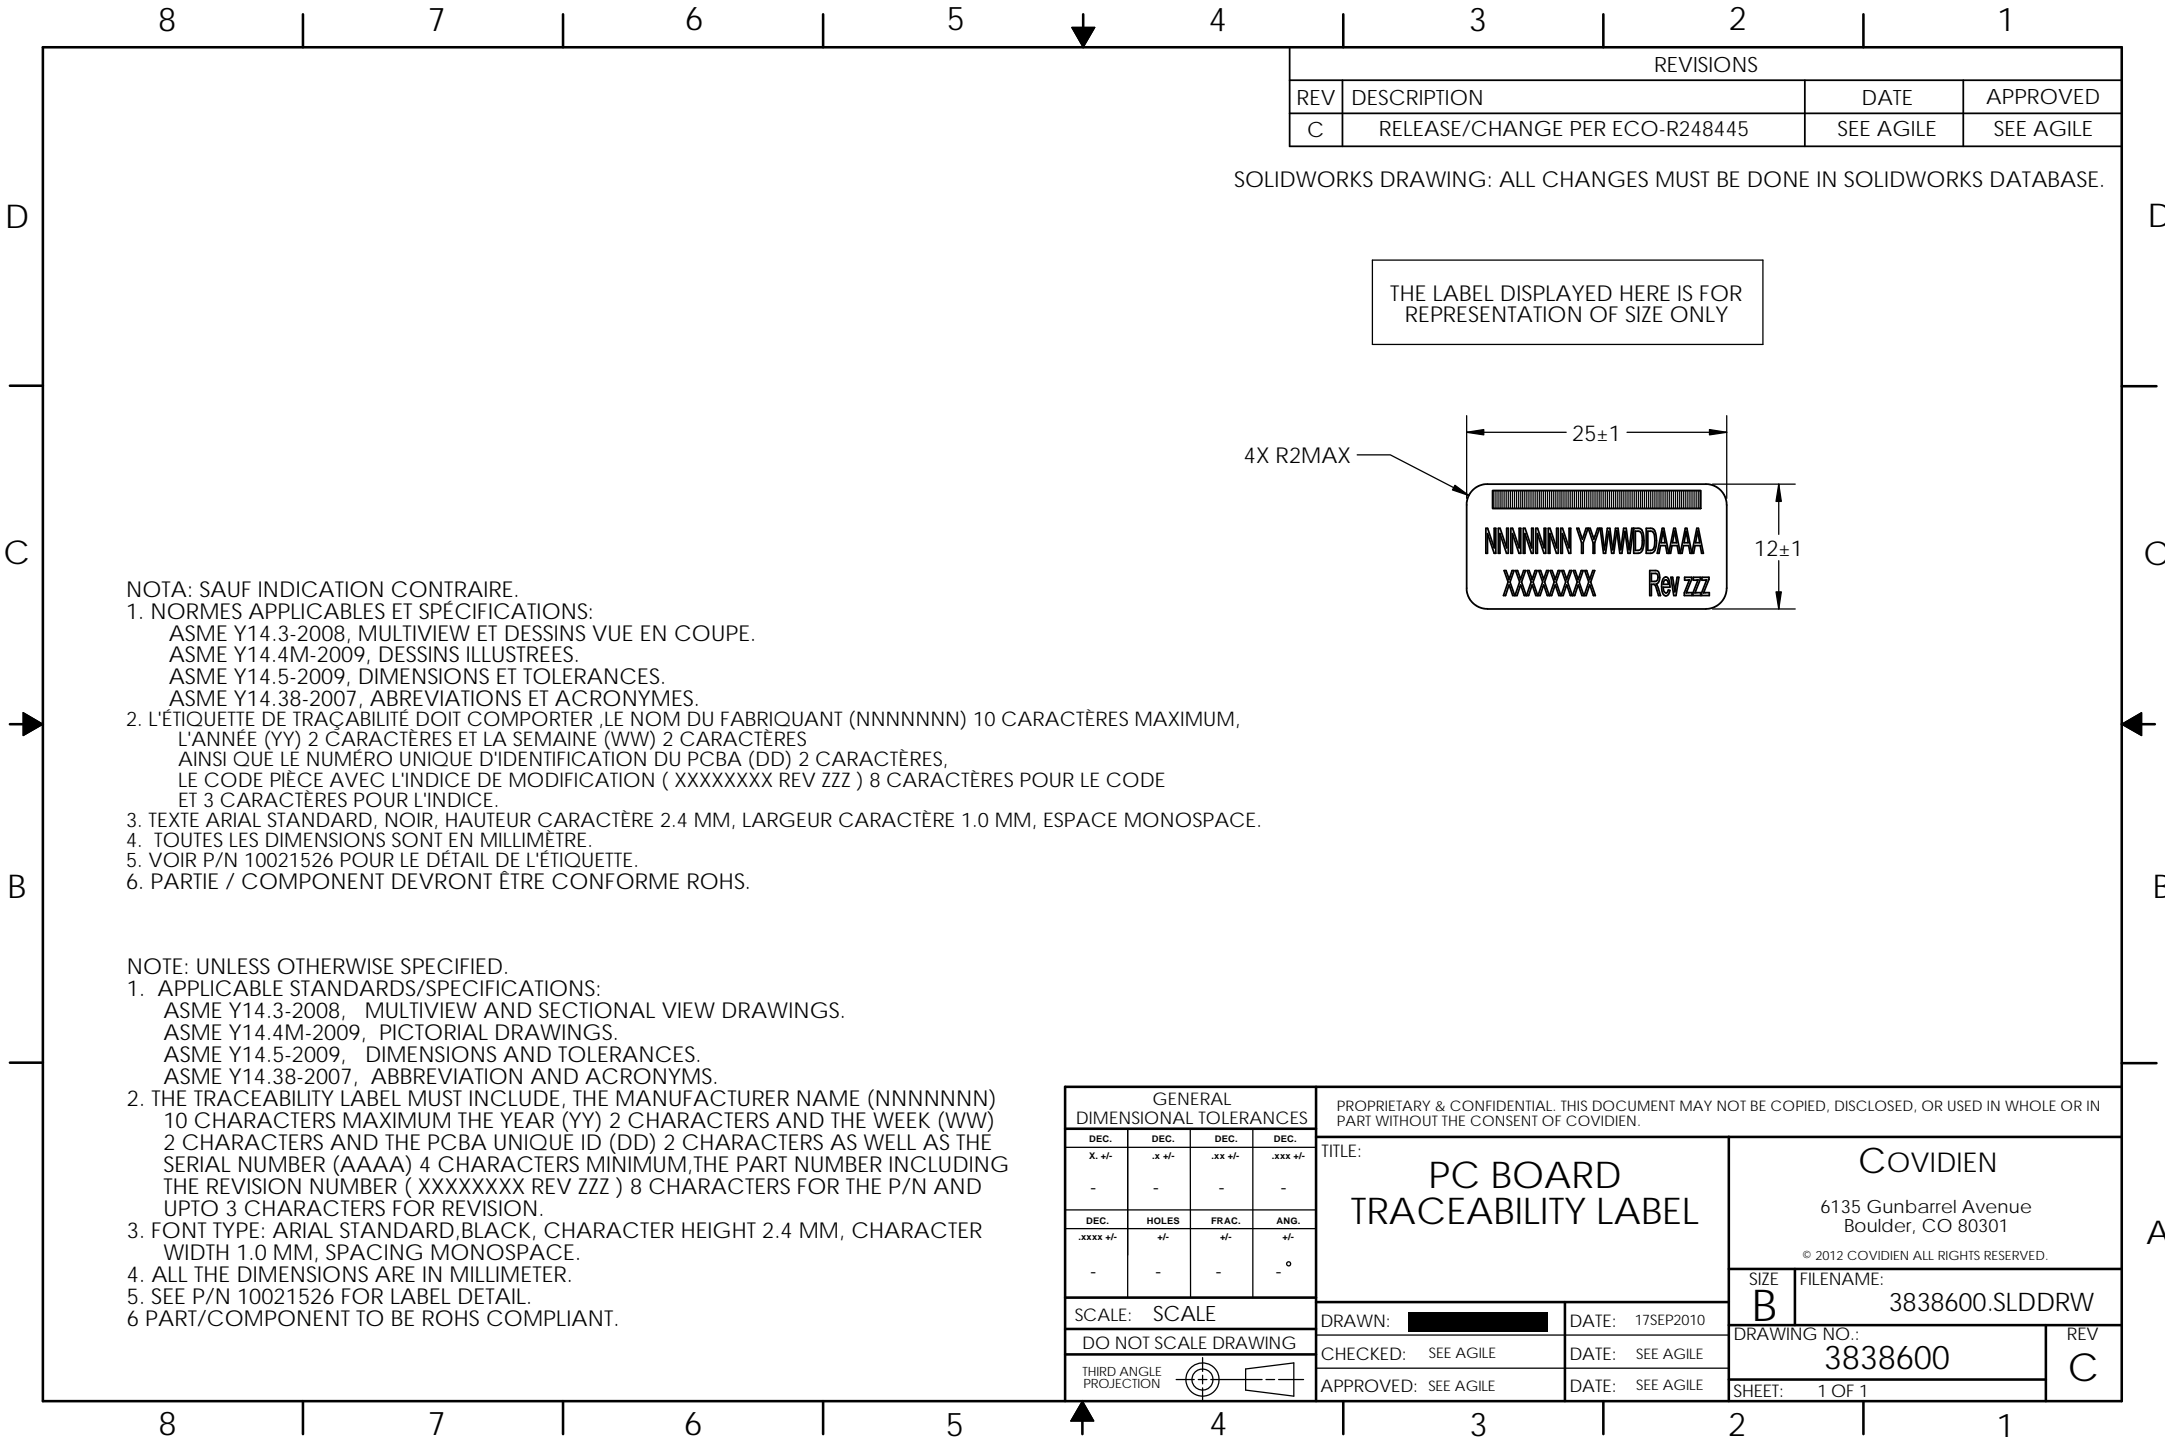 8 7 6 5 4 3 2 1
REVISIONS
REV DESCRIPTION DATE APPROVED
C RELEASE/CHANGE PER ECO-R248445 SEE AGILE SEE AGILE
SOLIDWORKS DRAWING: ALL CHANGES MUST BE DONE IN SOLIDWORKS DATABASE.
D D
THE LABEL DISPLAYED HERE IS FOR
REPRESENTATION OF SIZE ONLY
25±1
4X R2MAX
NNNNNNN YYWWDDAAAA
12±1
XXXXXXXX Rev zzz
C C
NOTA: SAUF INDICATION CONTRAIRE.
1. NORMES APPLICABLES ET SPÉCIFICATIONS:
ASME Y14.3-2008, MULTIVIEW ET DESSINS VUE EN COUPE.
ASME Y14.4M-2009, DESSINS ILLUSTREES.
ASME Y14.5-2009, DIMENSIONS ET TOLERANCES.
ASME Y14.38-2007, ABREVIATIONS ET ACRONYMES.
2. L'ÉTIQUETTE DE TRAÇABILITÉ DOIT COMPORTER ,LE NOM DU FABRIQUANT (NNNNNNN) 10 CARACTÈRES MAXIMUM,
L'ANNÉE (YY) 2 CARACTÈRES ET LA SEMAINE (WW) 2 CARACTÈRES
AINSI QUE LE NUMÉRO UNIQUE D'IDENTIFICATION DU PCBA (DD) 2 CARACTÈRES,
LE CODE PIÈCE AVEC L'INDICE DE MODIFICATION ( XXXXXXXX REV ZZZ ) 8 CARACTÈRES POUR LE CODE
ET 3 CARACTÈRES POUR L'INDICE.
3. TEXTE ARIAL STANDARD, NOIR, HAUTEUR CARACTÈRE 2.4 MM, LARGEUR CARACTÈRE 1.0 MM, ESPACE MONOSPACE.
4. TOUTES LES DIMENSIONS SONT EN MILLIMÈTRE.
5. VOIR P/N 10021526 POUR LE DÉTAIL DE L'ÉTIQUETTE.
6. PARTIE / COMPONENT DEVRONT ÊTRE CONFORME ROHS.
B B
NOTE: UNLESS OTHERWISE SPECIFIED.
1. APPLICABLE STANDARDS/SPECIFICATIONS:
ASME Y14.3-2008, MULTIVIEW AND SECTIONAL VIEW DRAWINGS.
ASME Y14.4M-2009, PICTORIAL DRAWINGS.
ASME Y14.5-2009, DIMENSIONS AND TOLERANCES.
ASME Y14.38-2007, ABBREVIATION AND ACRONYMS.
2. THE TRACEABILITY LABEL MUST INCLUDE, THE MANUFACTURER NAME (NNNNNNN)
10 CHARACTERS MAXIMUM THE YEAR (YY) 2 CHARACTERS AND THE WEEK (WW)
2 CHARACTERS AND THE PCBA UNIQUE ID (DD) 2 CHARACTERS AS WELL AS THE
SERIAL NUMBER (AAAA) 4 CHARACTERS MINIMUM,THE PART NUMBER INCLUDING
THE REVISION NUMBER ( XXXXXXXX REV ZZZ ) 8 CHARACTERS FOR THE P/N AND
UPTO 3 CHARACTERS FOR REVISION.
3. FONT TYPE: ARIAL STANDARD,BLACK, CHARACTER HEIGHT 2.4 MM, CHARACTER
WIDTH 1.0 MM, SPACING MONOSPACE.
4. ALL THE DIMENSIONS ARE IN MILLIMETER.
5. SEE P/N 10021526 FOR LABEL DETAIL.
6 PART/COMPONENT TO BE ROHS COMPLIANT.
GENERAL
DIMENSIONAL TOLERANCES
DEC. DEC. DEC. DEC.
X. +/- .x +/- .xx +/- .xxx +/-
- - - -
DEC. HOLES FRAC. ANG.
.xxxx +/- +/- +/- +/-
- - - -°
SCALE: SCALE
DO NOT SCALE DRAWING
THIRD ANGLE
PROJECTION
PROPRIETARY & CONFIDENTIAL. THIS DOCUMENT MAY NOT BE COPIED, DISCLOSED, OR USED IN WHOLE OR IN
PART WITHOUT THE CONSENT OF COVIDIEN.
TITLE:
PC BOARD
TRACEABILITY LABEL
COVIDIEN
6135 Gunbarrel Avenue
Boulder, CO 80301
© 2012 COVIDIEN ALL RIGHTS RESERVED.
A
SIZE FILENAME:
B 3838600.SLDDRW
DRAWN: DATE: 17SEP2010
CHECKED: SEE AGILE DATE: SEE AGILE
APPROVED: SEE AGILE DATE: SEE AGILE
DRAWING NO.: REV
3838600 C
SHEET: 1 OF 1
8 7 6 5 4 3 2 1